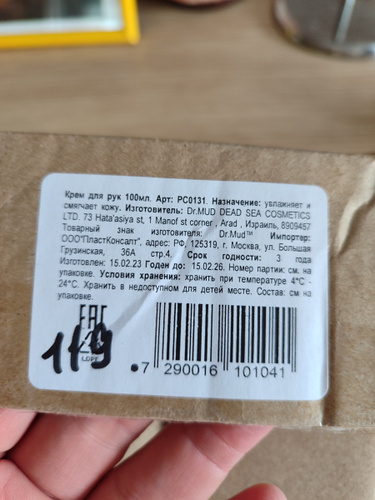 Крем для рук 100мл. Арт: PC0131. Назначение: увлажняет и
смягчает кожу. Изготовитель: Dr.MUD DEAD SEA COSMETICS
LTD. 73 Hata'asiya st, 1 Manof st corner , Arad , Израиль, 8909457
Товарный знак изготовителя: Dr.Mud™ Импортер:
ООО"ПластКонсалт", адрес: РФ, 125319, г. Москва, ул. Большая
Грузинская, 36А стр.4. Срок годности: 3 года
Изготовлен: 15.02.23 Годен до: 15.02.26. Номер партии: см. на
упаковке. Условия хранения: хранить при температуре 4°С -
24°С. Хранить в недоступном для детей месте. Состав: см на
упаковке.
EAC
119
LDPE
7 290016 101041